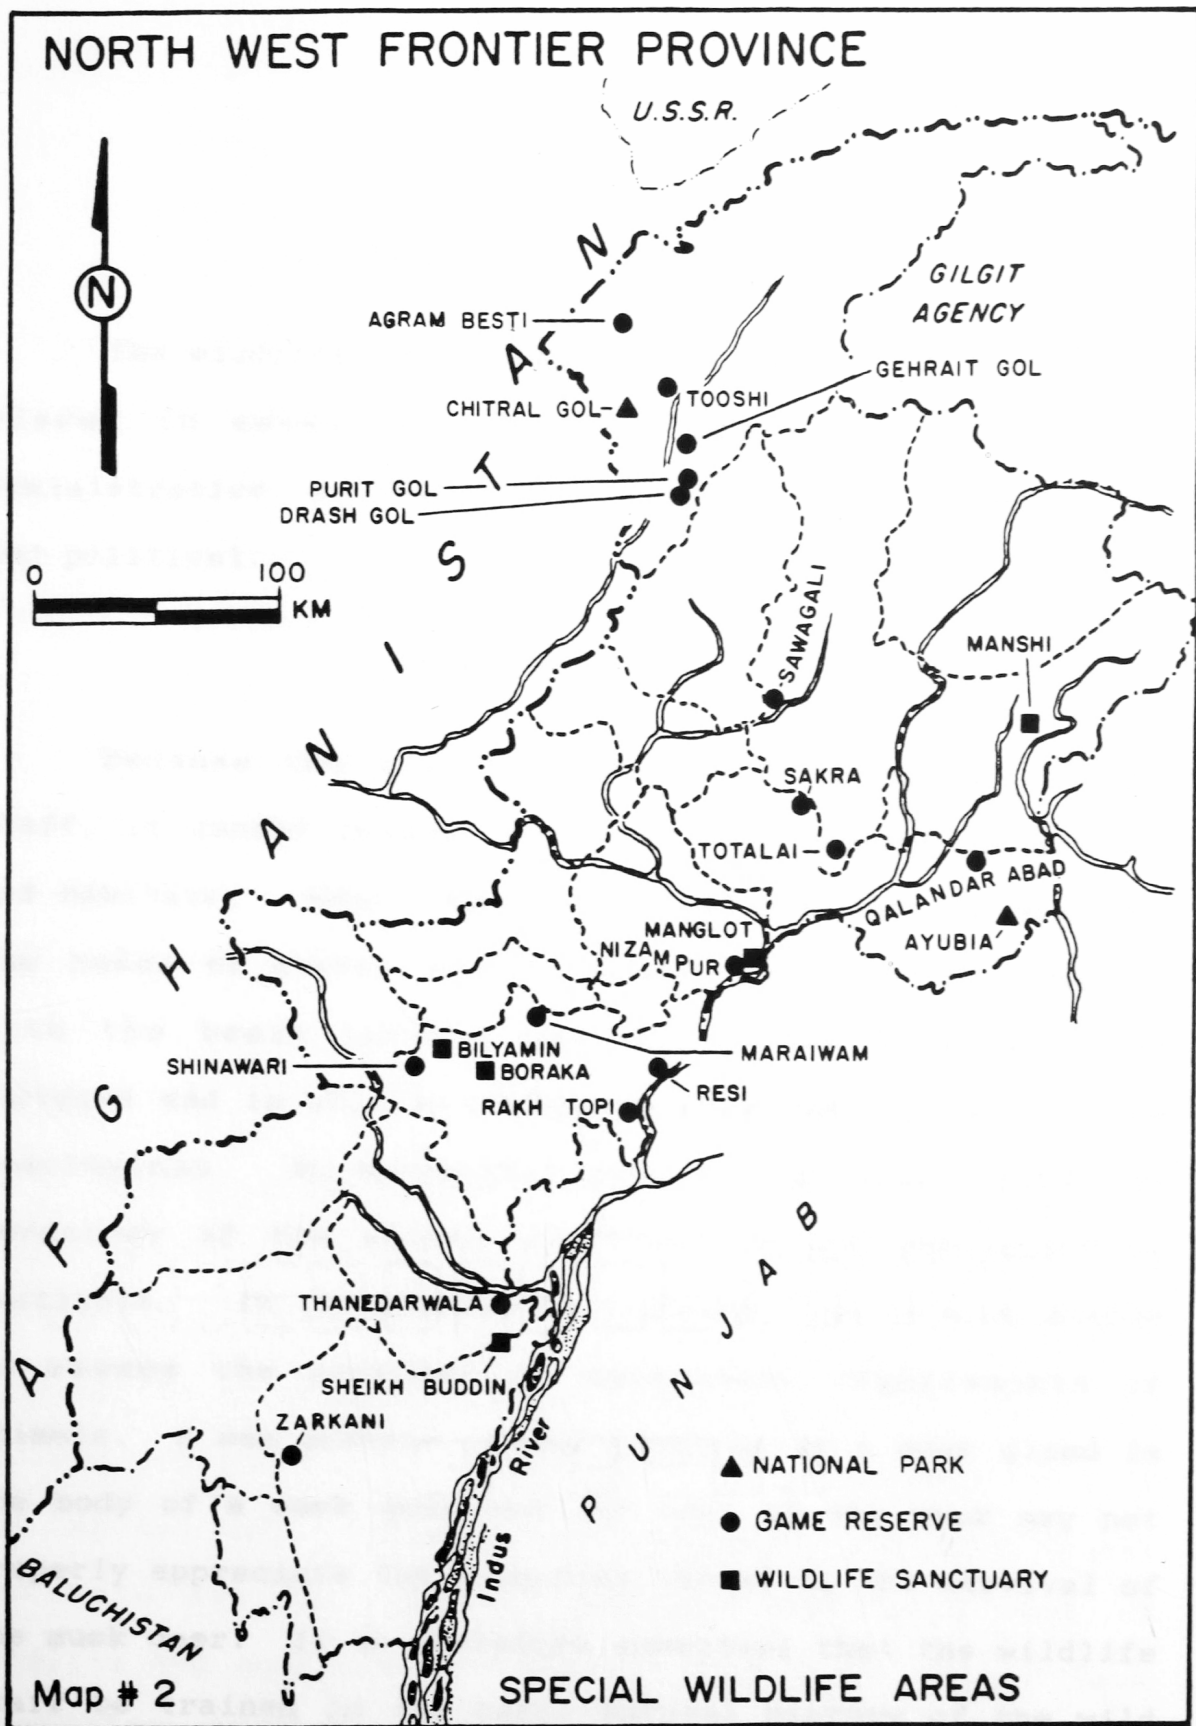 NORTH WEST FRONTIER PROVINCE
U.S.S.R.
N
GILGIT
AGENCY
AGRAM BESTI
GEHRAIT GOL
TOOSHI
CHITRAL GOL
PURIT GOL
DRASH GOL
0 100
KM
SAWAGALI
MANSHI
SAKRA
TOTALAI
QALANDAR ABAD
AYUBIA
MANGLOT
NIZAMPUR
MARAIWAM
SHINAWARI
BILYAMIN
BORAKA
RESI
RAKH TOPI
AFGHANISTAN
PUNJAB
THANEDARWALA
SHEIKH BUDDIN
ZARKANI
Indus River
BALUCHISTAN
NATIONAL PARK
GAME RESERVE
WILDLIFE SANCTUARY
Map # 2
SPECIAL WILDLIFE AREAS